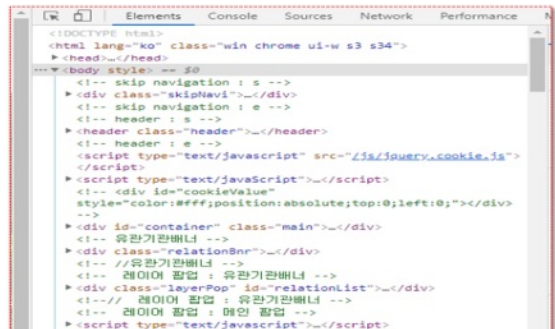 Elements Console Sources Network Performance
<!DOCTYPE html>
<html lang="ko" class="win chrome ui-w s3 s34">
▶<head>…</head>
···▼<body style> == $0
<!-- skip navigation : s -->
▶<div class="skipNavi">…</div>
<!-- skip navigation : e -->
<!-- header : s -->
▶<header class="header">…</header>
<!-- header : e -->
<script type="text/javascript" src="/js/jquery.cookie.js">
</script>
▶<script type="text/javaScript">…</script>
<!-- <div id="cookieValue"
style="color:#fff;position:absolute;top:0;left:0;"></div>
-->
▶<div id="container" class="main">…</div>
<!-- 유관기관배너 -->
▶<div class="relationBnr">…</div>
<!-- //유관기관배너 -->
<!-- 레이어 팝업 : 유관기관배너 -->
▶<div class="layerPop" id="relationList">…</div>
<!--// 레이어 팝업 : 유관기관배너 -->
<!-- 레이어 팝업 : 메인 팝업 -->
▶<script type="text/javascript">…</script>